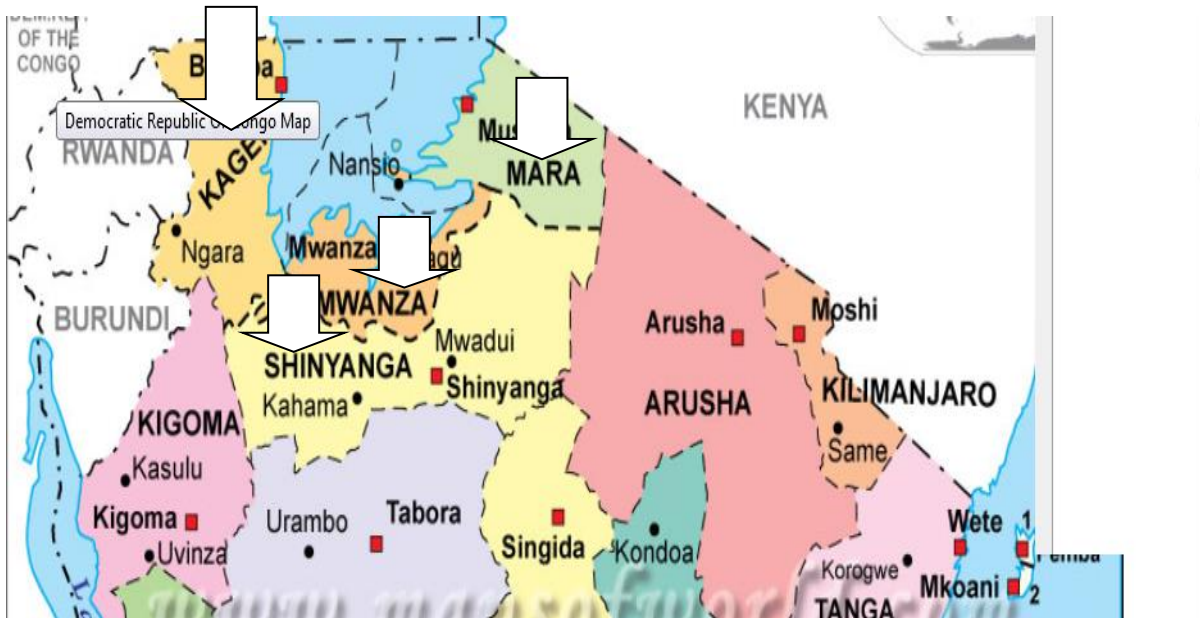 OF THE
CONGO
KENYA
Democratic Republic Map
RWANDA
Nansio
MARA
Ngara
Mwanza
MWANZA
BURUNDI
Moshi
Arusha
Mwadui
SHINYANGA
Shinyanga
Kahama
KILIMANJARO
ARUSHA
KIGOMA
Same
Kasulu
Kigoma
Urambo
Tabora
Wete 1
Singida
Kondoa
Uvinza
Korogwe
Mkoani 2
TANGA